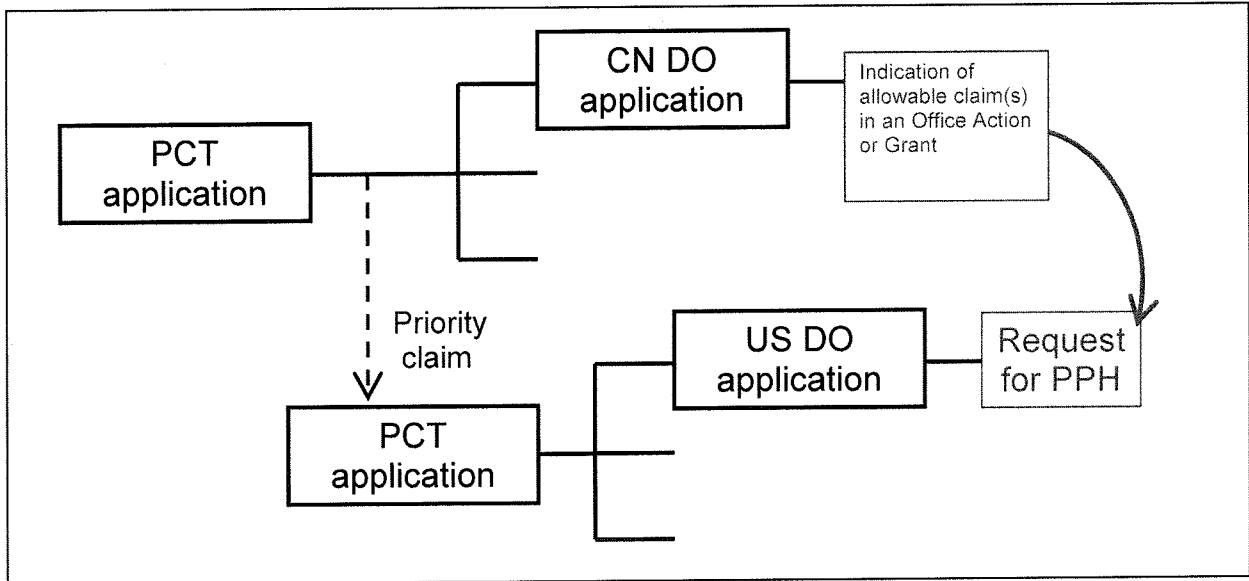 CN DO
application
Indication of
allowable claim(s)
in an Office Action
or Grant
PCT
application
Priority
claim
US DO
application
Request
for PPH
PCT
application